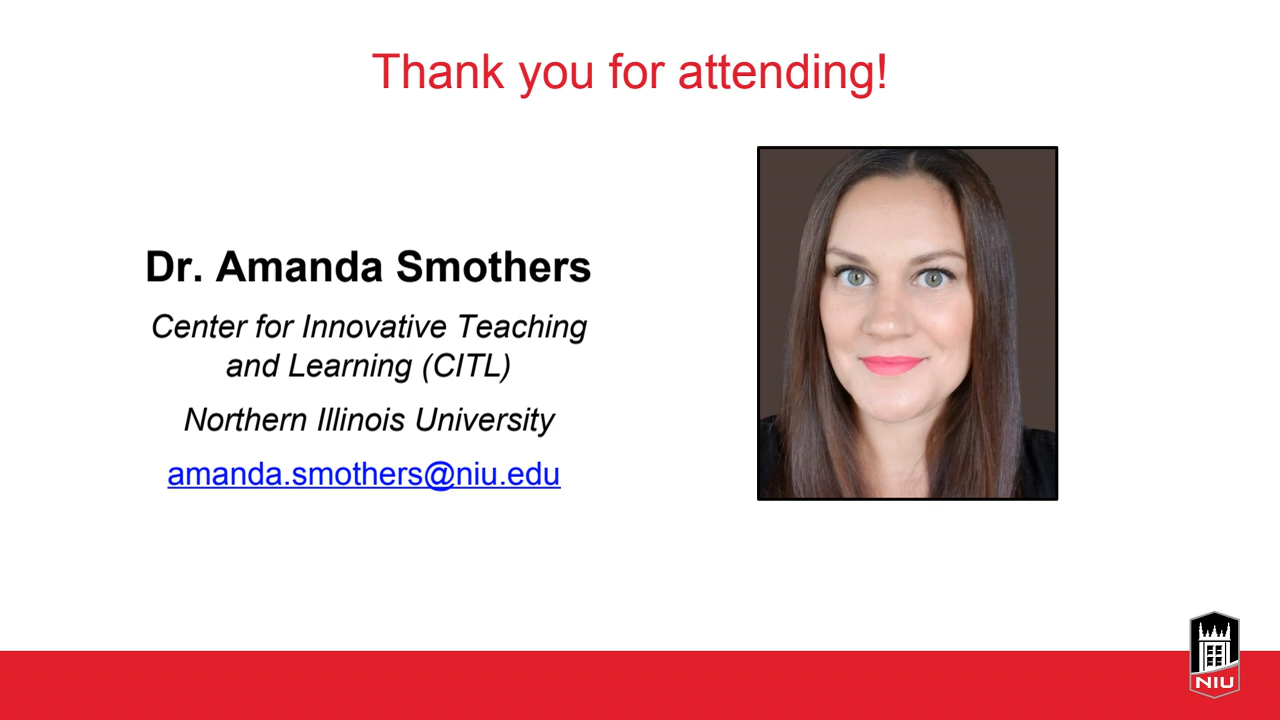 Thank you for attending!
Dr. Amanda Smothers
Center for Innovative Teaching
and Learning (CITL)
Northern Illinois University
amanda.smothers@niu.edu
NIU